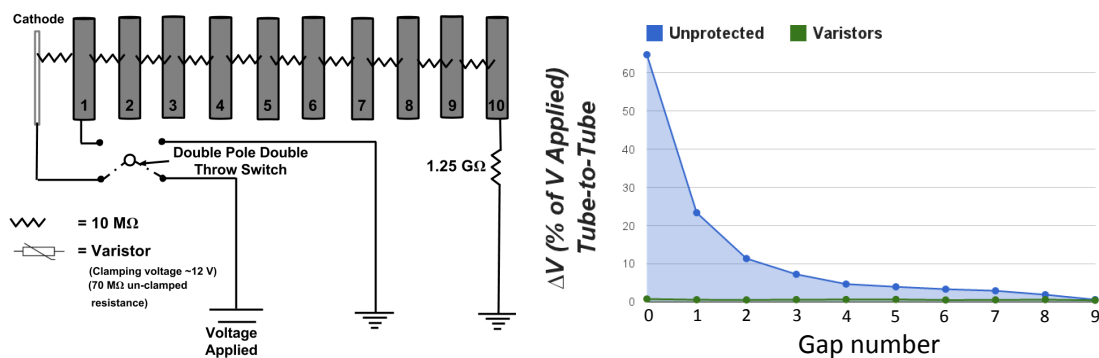 Cathode
1 2 3 4 5 6 7 8 9 10
Double Pole Double
Throw Switch
1.25 GΩ
= 10 MΩ
= Varistor
(Clamping voltage ~12 V)
(70 MΩ un-clamped
resistance)
Voltage
Applied
Unprotected Varistors
ΔV (% of V Applied)
Tube-to-Tube
60
50
40
30
20
10
0
0 1 2 3 4 5 6 7 8 9
Gap number